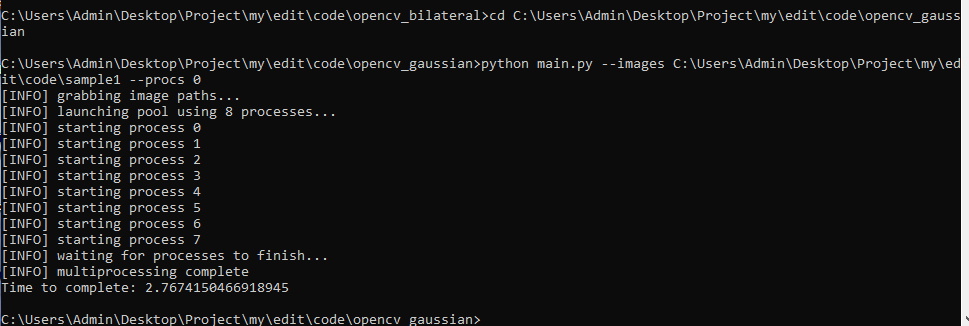 C:\Users\Admin\Desktop\Project\my\edit\code\opencv_bilateral>cd C:\Users\Admin\Desktop\Project\my\edit\code\opencv_gauss
ian
C:\Users\Admin\Desktop\Project\my\edit\code\opencv_gaussian>python main.py --images C:\Users\Admin\Desktop\Project\my\ed
it\code\sample1 --procs 0
[INFO] grabbing image paths...
[INFO] launching pool using 8 processes...
[INFO] starting process 0
[INFO] starting process 1
[INFO] starting process 2
[INFO] starting process 3
[INFO] starting process 4
[INFO] starting process 5
[INFO] starting process 6
[INFO] starting process 7
[INFO] waiting for processes to finish...
[INFO] multiprocessing complete
Time to complete: 2.7674150466918945
C:\Users\Admin\Desktop\Project\my\edit\code\opencv_gaussian>